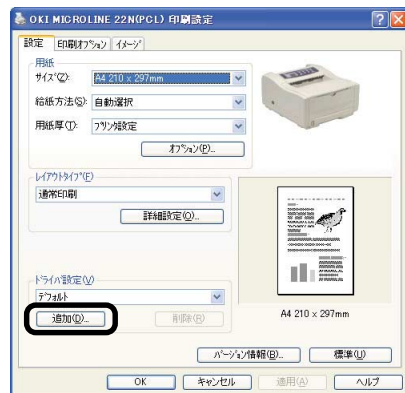 OKI MICROLINE 22N(PCL) 印刷設定
設定 印刷ｵﾌﾟｼｮﾝ ｲﾒｰｼﾞ
用紙
ｻｲｽﾞ(Z): A4 210 x 297mm
給紙方法(S): 自動選択
用紙厚(T): ﾌﾟﾘﾝﾀ設定
ｵﾌﾟｼｮﾝ(P)...
ﾚｲｱｳﾄﾀｲﾌﾟ(E)
通常印刷
詳細設定(O)...
ﾄﾞﾗｲﾊﾞ設定(V)
ﾃﾞﾌｫﾙﾄ
追加(D)... 削除(R)
A4 210 x 297mm
ﾊﾞｰｼﾞｮﾝ情報(B)... 標準(U)
OK ｷｬﾝｾﾙ 適用(A) ﾍﾙﾌﾟ